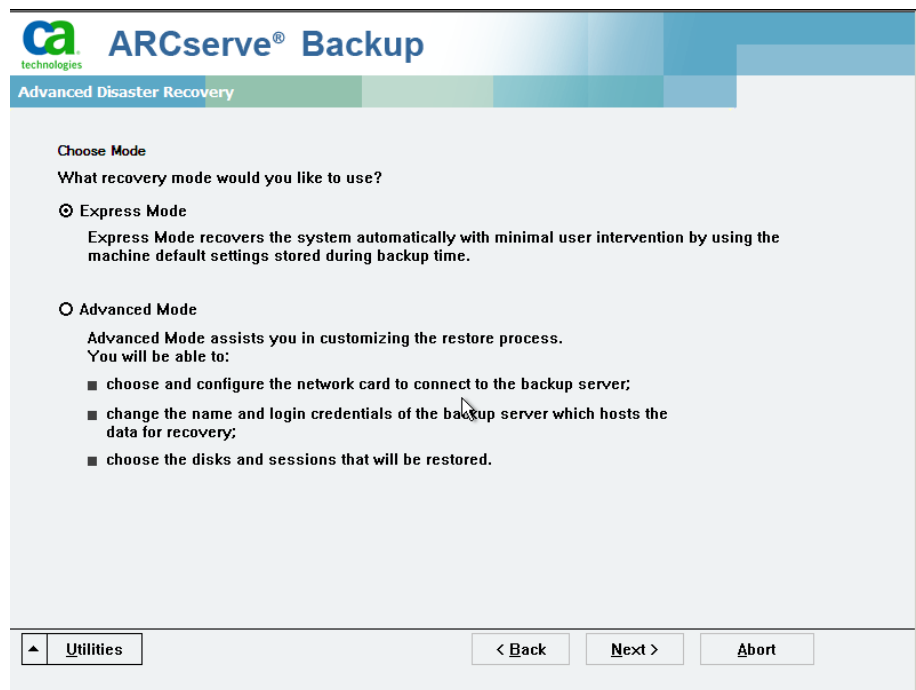 ca
technologies
ARCserve® Backup
Advanced Disaster Recovery
Choose Mode
What recovery mode would you like to use?
Express Mode
Express Mode recovers the system automatically with minimal user intervention by using the
machine default settings stored during backup time.
Advanced Mode
Advanced Mode assists you in customizing the restore process.
You will be able to:
choose and configure the network card to connect to the backup server;
change the name and login credentials of the backup server which hosts the
data for recovery;
choose the disks and sessions that will be restored.
Utilities
< Back
Next >
Abort